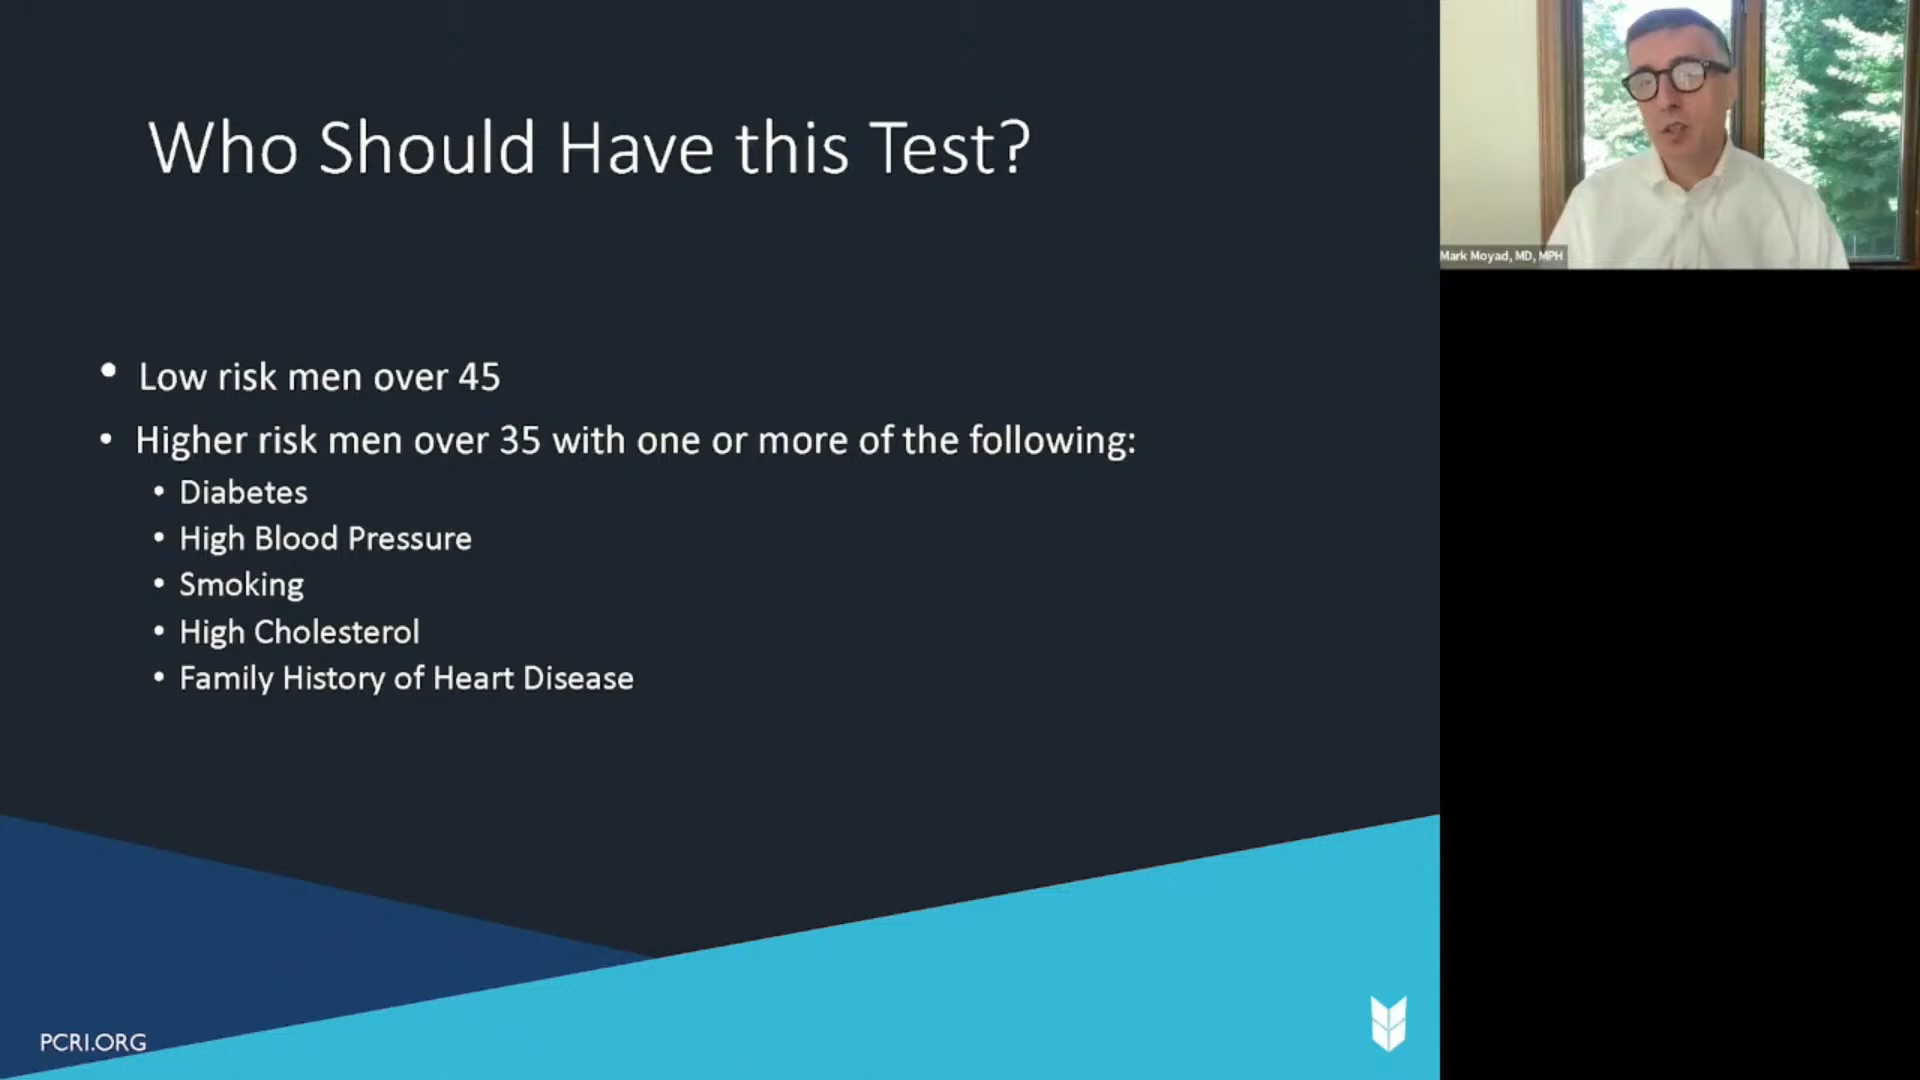 Who Should Have this Test?
• Low risk men over 45
• Higher risk men over 35 with one or more of the following:
• Diabetes
• High Blood Pressure
• Smoking
• High Cholesterol
• Family History of Heart Disease
PCRI.ORG
Mark Moyad, MD, MPH